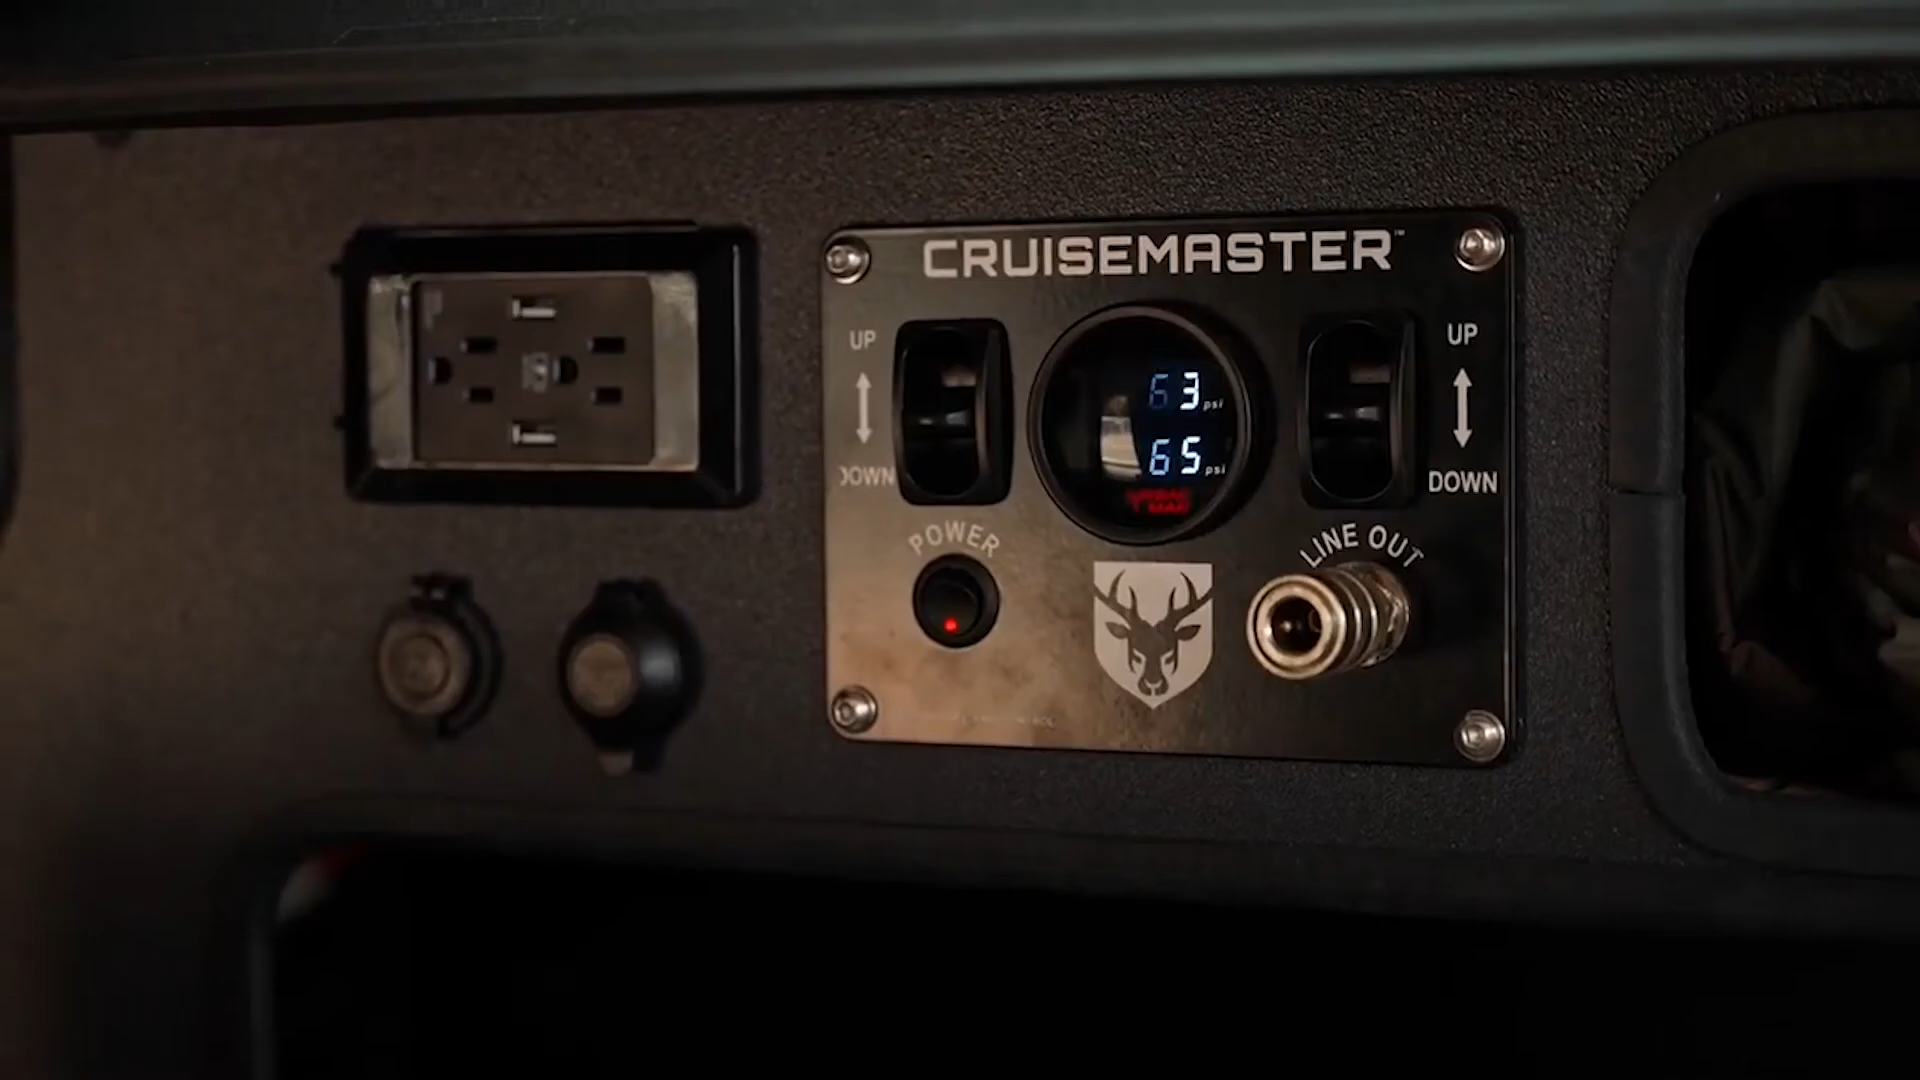 CRUISEMASTER™
UP
UP
63 psi
65 psi
DOWN
DOWN
POWER
LINE OUT